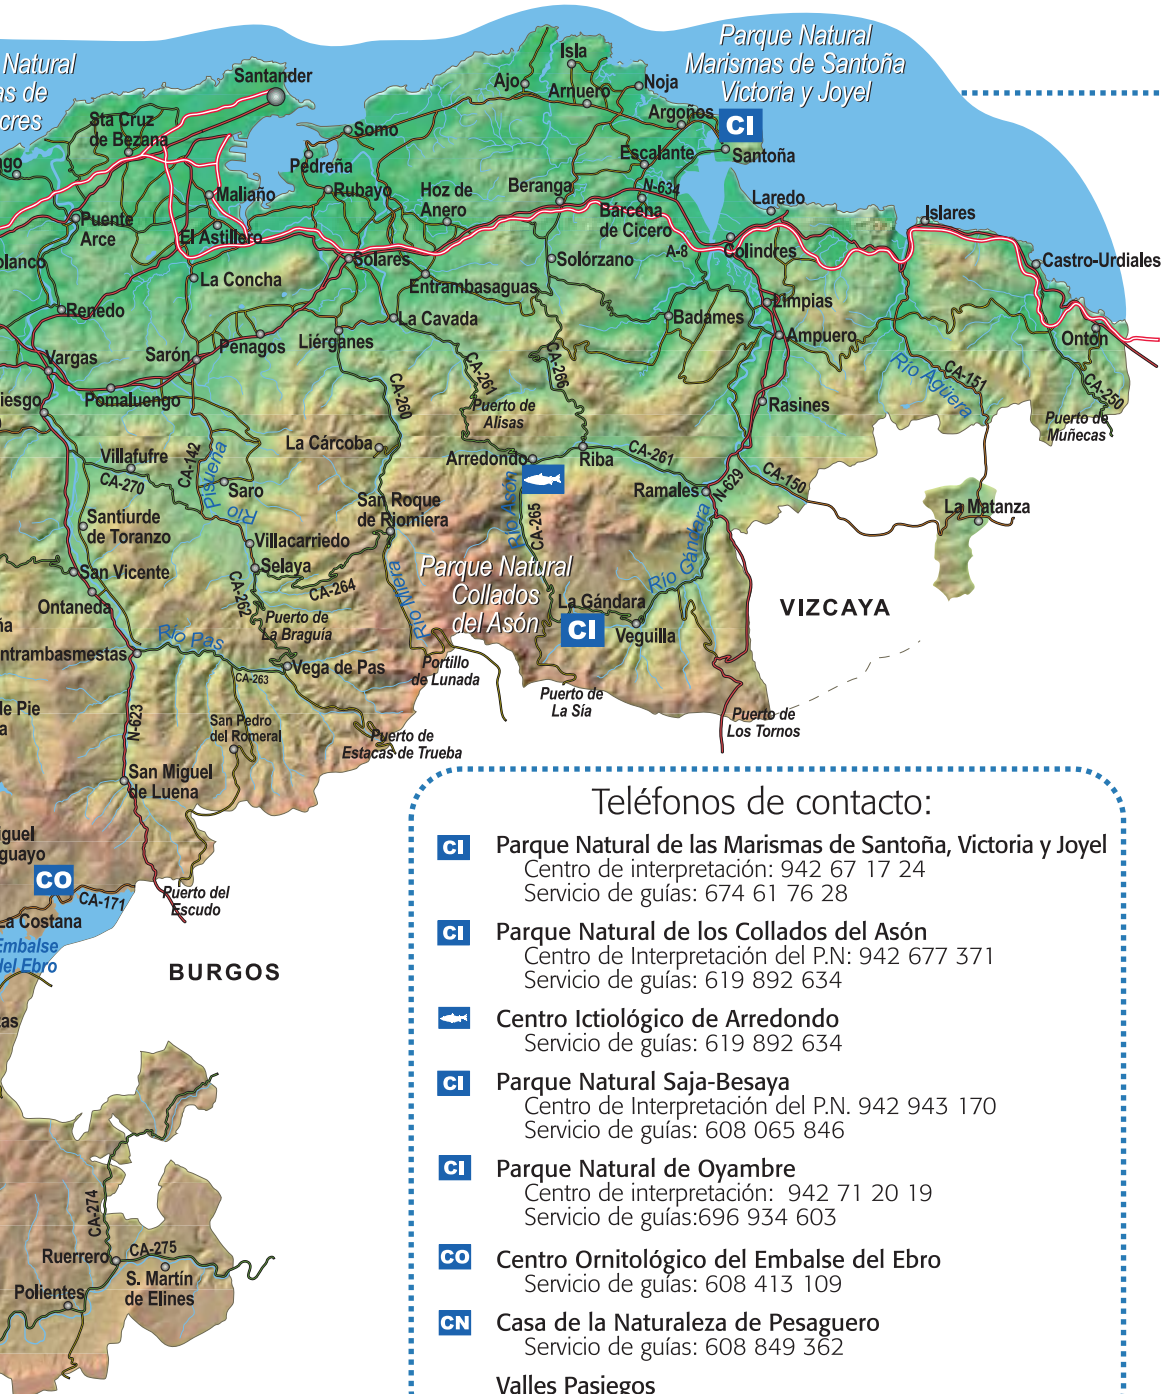 Natural
as de
cres
Parque Natural
Marismas de Santoña
Victoria y Joyel
Santander
Isla
Ajo
Arnuero
Noja
Argoños
CI
Santoña
Sta Cruz
de Bezana
Somo
Escalante
ago
Pedreña
Maliaño
Rubayo
Hoz de
Anero
Beranga
N-634
Laredo
Puente
Arce
El Astillero
Bárcena
de Cicero
Islares
Colindres
A-8
olanco
La Concha
Solares
Solórzano
Castro-Urdiales
Entrambasaguas
Renedo
La Cavada
Badames
Limpias
Ampuero
Ontón
Vargas
Sarón
Penagos
Liérganes
CA-261
CA-266
Río Agüera
CA-151
CA-250
iesgo
Pomaluengo
CA-260
Puerto de
Alisas
Rasines
Puerto de
Muñecas
La Cárcoba
Villafufre
CA-270
CA-142
Río Pisueña
Arredondo
Riba
CA-261
Saro
Ramales
N-629
CA-150
San Roque
de Riomiera
Río Asón
CA-265
La Matanza
Santiurde
de Toranzo
Villacarriedo
San Vicente
Selaya
CA-264
Parque Natural
Collados
del Asón
Río Gándara
Ontaneda
CA-262
Río Miera
La Gándara
CI
VIZCAYA
ña
Puerto de
La Braguía
Veguilla
Río Pas
ntrambasmestas
CA-263
Vega de Pas
Portillo
de Lunada
Puerto de
La Sía
de Pie
a
N-623
San Pedro
del Romeral
Puerto de
Los Tornos
Puerto de
Estacas de Trueba
San Miguel
de Luena
iguel
guayo
CO
CA-171
Puerto del
Escudo
La Costana
Embalse
del Ebro
BURGOS
tas
CA-274
Ruerrero
CA-275
Polientes
S. Martín
de Elines
Teléfonos de contacto:
CI Parque Natural de las Marismas de Santoña, Victoria y Joyel
Centro de interpretación: 942 67 17 24
Servicio de guías: 674 61 76 28
CI Parque Natural de los Collados del Asón
Centro de Interpretación del P.N: 942 677 371
Servicio de guías: 619 892 634
Centro Ictiológico de Arredondo
Servicio de guías: 619 892 634
CI Parque Natural Saja-Besaya
Centro de Interpretación del P.N. 942 943 170
Servicio de guías: 608 065 846
CI Parque Natural de Oyambre
Centro de interpretación: 942 71 20 19
Servicio de guías:696 934 603
CO Centro Ornitológico del Embalse del Ebro
Servicio de guías: 608 413 109
CN Casa de la Naturaleza de Pesaguero
Servicio de guías: 608 849 362
Valles Pasiegos